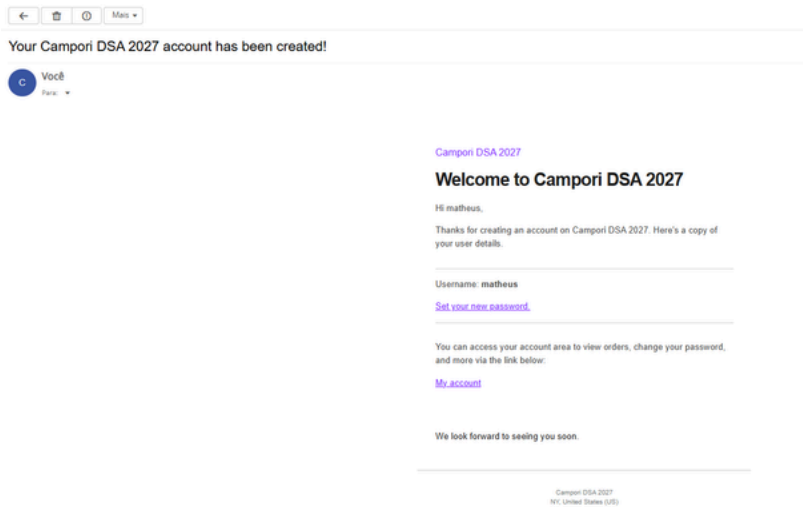 Mais
Your Campori DSA 2027 account has been created!
C
Você
Para:
Campori DSA 2027
Welcome to Campori DSA 2027
Hi matheus,
Thanks for creating an account on Campori DSA 2027. Here's a copy of
your user details.
Username: matheus
Set your new password.
You can access your account area to view orders, change your password,
and more via the link below:
My account
We look forward to seeing you soon.
Campori DSA 2027
NY, United States (US)